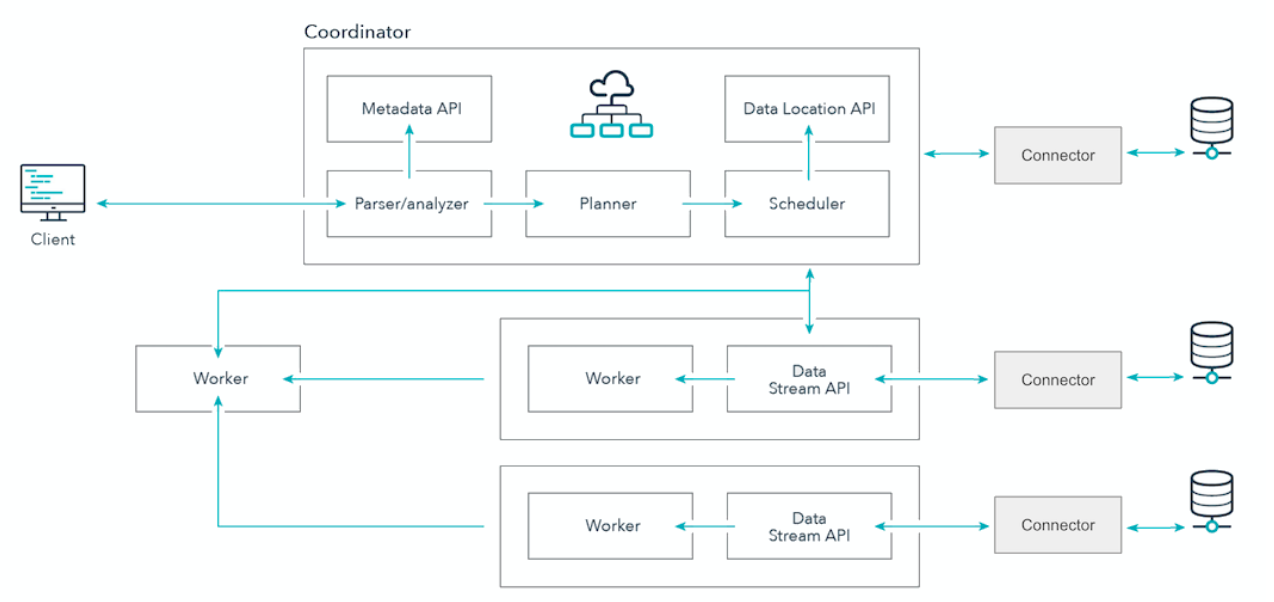 Coordinator
Metadata API
Data Location API
Connector
Parser/analyzer
Planner
Scheduler
Client
Worker
Worker
Data
Stream API
Connector
Worker
Data
Stream API
Connector